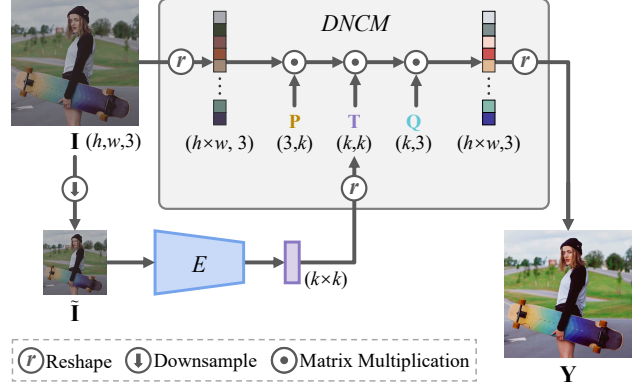 DNCM
r
r
P
T
Q
I (h,w,3)
(h×w, 3)
(3,k)
(k,k)
(k,3)
(h×w,3)
r
E
(k×k)
Ĩ
Y
r Reshape
Downsample
Matrix Multiplication